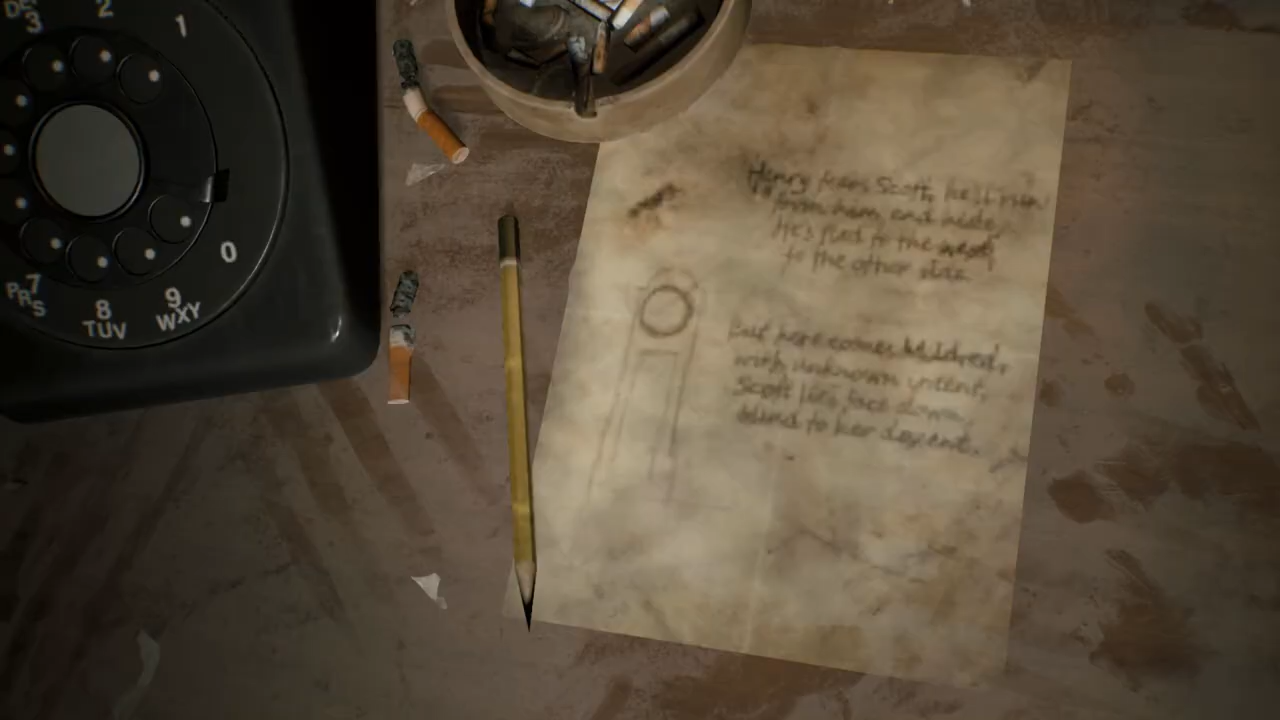 DEF
3
2
1
0
7
PRS
8
TUV
9
WXY
Henry fears Scott, he'll run
from him and hide,
He's fled to the west,
to the other side.
But here comes Mildred,
with unknown intent,
Scott lies face down,
blind to her descent.